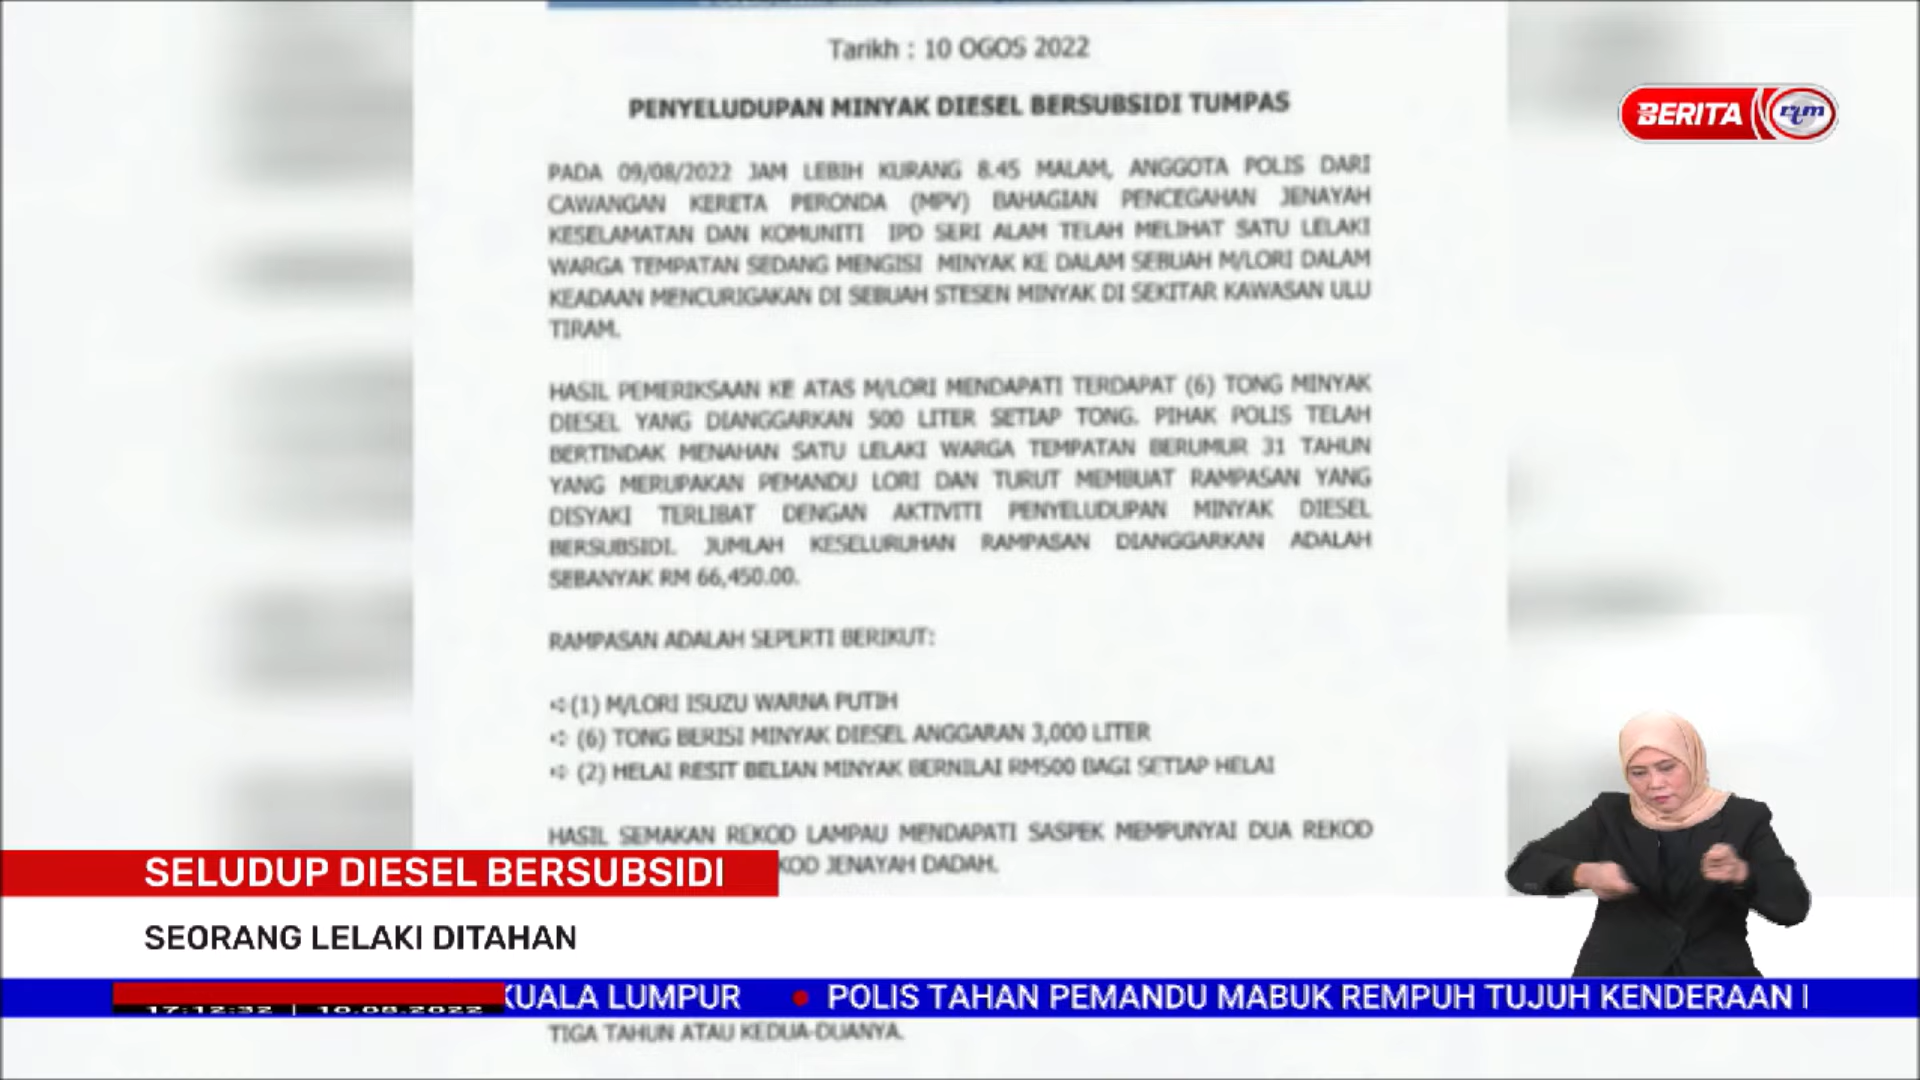 Tarikh : 10 OGOS 2022
PENYELUDUPAN MINYAK DIESEL BERSUBSIDI TUMPAS
BERITA rtm
PADA 09/08/2022 JAM LEBIH KURANG 8.45 MALAM, ANGGOTA POLIS DARI
CAWANGAN KERETA PERONDA (MPV) BAHAGIAN PENCEGAHAN JENAYAH
KESELAMATAN DAN KOMUNITI IPD SERI ALAM TELAH MELIHAT SATU LELAKI
WARGA TEMPATAN SEDANG MENGISI MINYAK KE DALAM SEBUAH M/LORI DALAM
KEADAAN MENCURIGAKAN DI SEBUAH STESEN MINYAK DI SEKITAR KAWASAN ULU
TIRAM.
HASIL PEMERIKSAAN KE ATAS M/LORI MENDAPATI TERDAPAT (6) TONG MINYAK
DIESEL YANG DIANGGARKAN 500 LITER SETIAP TONG. PIHAK POLIS TELAH
BERTINDAK MENAHAN SATU LELAKI WARGA TEMPATAN BERUMUR 31 TAHUN
YANG MERUPAKAN PEMANDU LORI DAN TURUT MEMBUAT RAMPASAN YANG
DISYAKI TERLIBAT DENGAN AKTIVITI PENYELUDUPAN MINYAK DIESEL
BERSUBSIDI. JUMLAH KESELURUHAN RAMPASAN DIANGGARKAN ADALAH
SEBANYAK RM 66,450.00.
RAMPASAN ADALAH SEPERTI BERIKUT:
➪ (1) M/LORI ISUZU WARNA PUTIH
➪ (6) TONG BERISI MINYAK DIESEL ANGGARAN 3,000 LITER
➪ (2) HELAI RESIT BELIAN MINYAK BERNILAI RM500 BAGI SETIAP HELAI
HASIL SEMAKAN REKOD LAMPAU MENDAPATI SASPEK MEMPUNYAI DUA REKOD
KOD JENAYAH DADAH.
SELUDUP DIESEL BERSUBSIDI
SEORANG LELAKI DITAHAN
17:12:32 | 10.08.2022 KUALA LUMPUR • POLIS TAHAN PEMANDU MABUK REMPUH TUJUH KENDERAAN
TIGA TAHUN ATAU KEDUA-DUANYA.